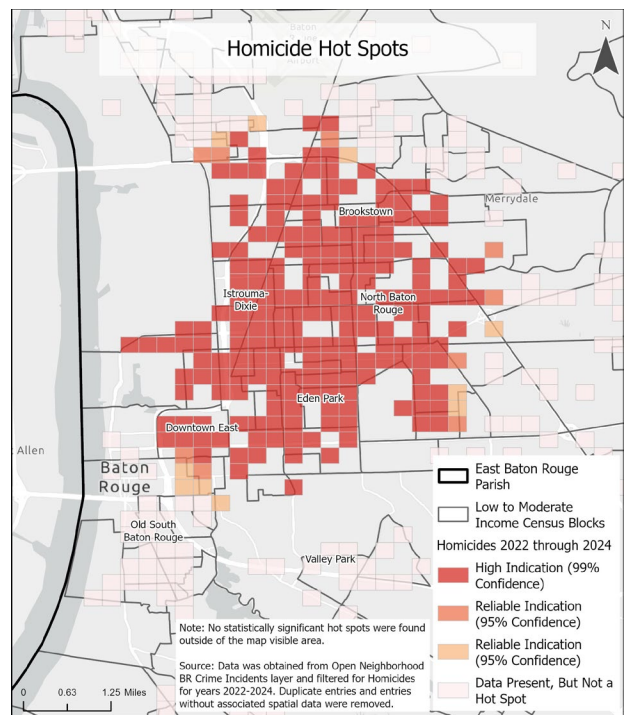 Homicide Hot Spots
N
Baton
Airport
Merrydale
Brookstown
Istrouma-
Dixie
North Baton
Rouge
Eden Park
Downtown East
Allen
Baton
Rouge
Old South
Baton Rouge
Valley Park
East Baton Rouge
Parish
Low to Moderate
Income Census Blocks
Homicides 2022 through 2024
High Indication (99%
Confidence)
Reliable Indication
(95% Confidence)
Reliable Indication
(95% Confidence)
Data Present, But Not a
Hot Spot
Note: No statistically significant hot spots were found
outside of the map visible area.
Source: Data was obtained from Open Neighborhood
BR Crime Incidents layer and filtered for Homicides
for years 2022-2024. Duplicate entries and entries
without associated spatial data were removed.
0 0.63 1.25 Miles